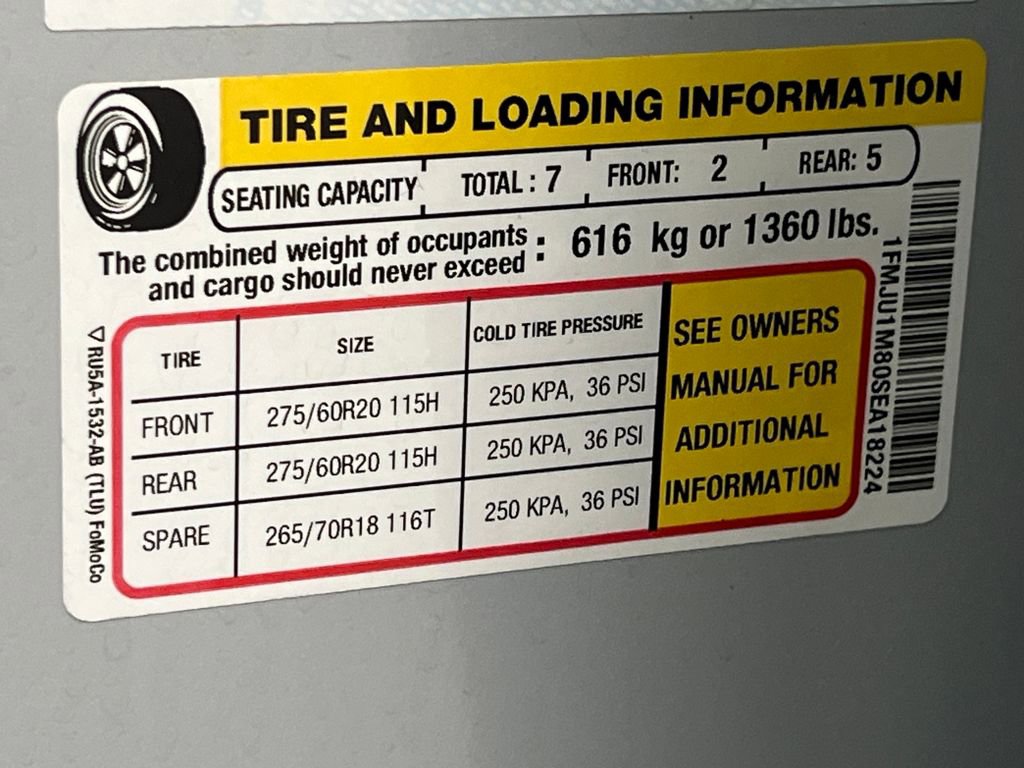 TIRE AND LOADING INFORMATION
SEATING CAPACITY TOTAL : 7 FRONT: 2 REAR: 5
The combined weight of occupants
and cargo should never exceed : 616 kg or 1360 lbs.
TIRE SIZE COLD TIRE PRESSURE
FRONT 275/60R20 115H 250 KPA, 36 PSI
REAR 275/60R20 115H 250 KPA, 36 PSI
SPARE 265/70R18 116T 250 KPA, 36 PSI
SEE OWNERS
MANUAL FOR
ADDITIONAL
INFORMATION
RU5A-1532-AB (TLU) FoMoCo
1FMJU1M80SEA18224